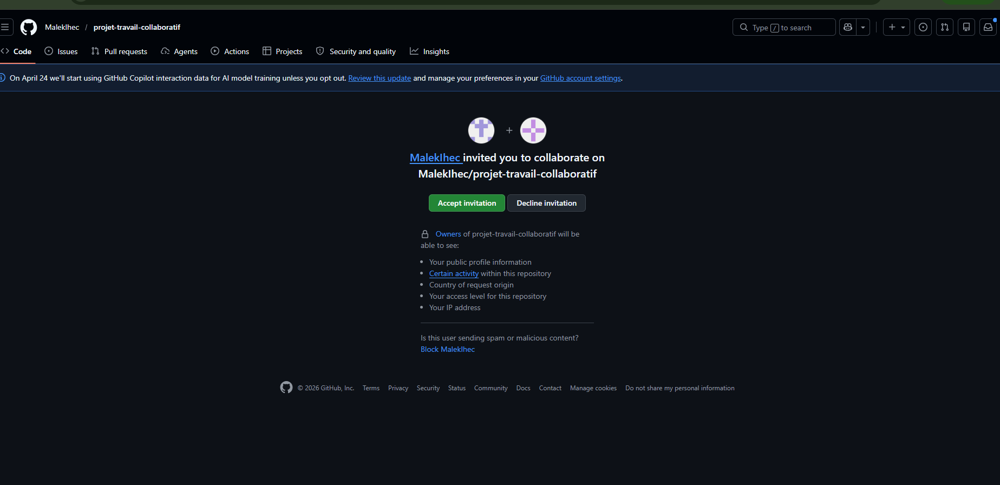 MalekIhec / projet-travail-collaboratif
Type / to search
Code Issues Pull requests Agents Actions Projects Security and quality Insights
On April 24 we'll start using GitHub Copilot interaction data for AI model training unless you opt out. Review this update and manage your preferences in your GitHub account settings.
MalekIhec invited you to collaborate on
MalekIhec/projet-travail-collaboratif
Accept invitation Decline invitation
Owners of projet-travail-collaboratif will be
able to see:
Your public profile information
Certain activity within this repository
Country of request origin
Your access level for this repository
Your IP address
Is this user sending spam or malicious content?
Block MalekIhec
© 2026 GitHub, Inc. Terms Privacy Security Status Community Docs Contact Manage cookies Do not share my personal information